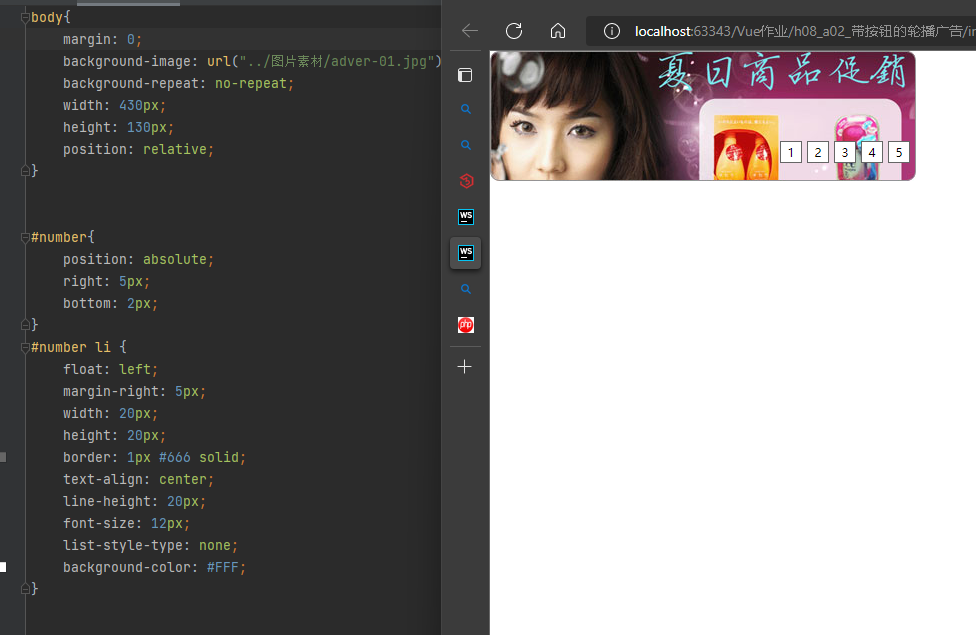 body{
margin: 0;
background-image: url("../图片素材/adver-01.jpg")
background-repeat: no-repeat;
width: 430px;
height: 130px;
position: relative;
}
#number{
position: absolute;
right: 5px;
bottom: 2px;
}
#number li {
float: left;
margin-right: 5px;
width: 20px;
height: 20px;
border: 1px #666 solid;
text-align: center;
line-height: 20px;
font-size: 12px;
list-style-type: none;
background-color: #FFF;
}
localhost:63343/Vue作业/h08_a02_带按钮的轮播广告/in
夏日商品促銷
1 2 3 4 5
WS
WS
php